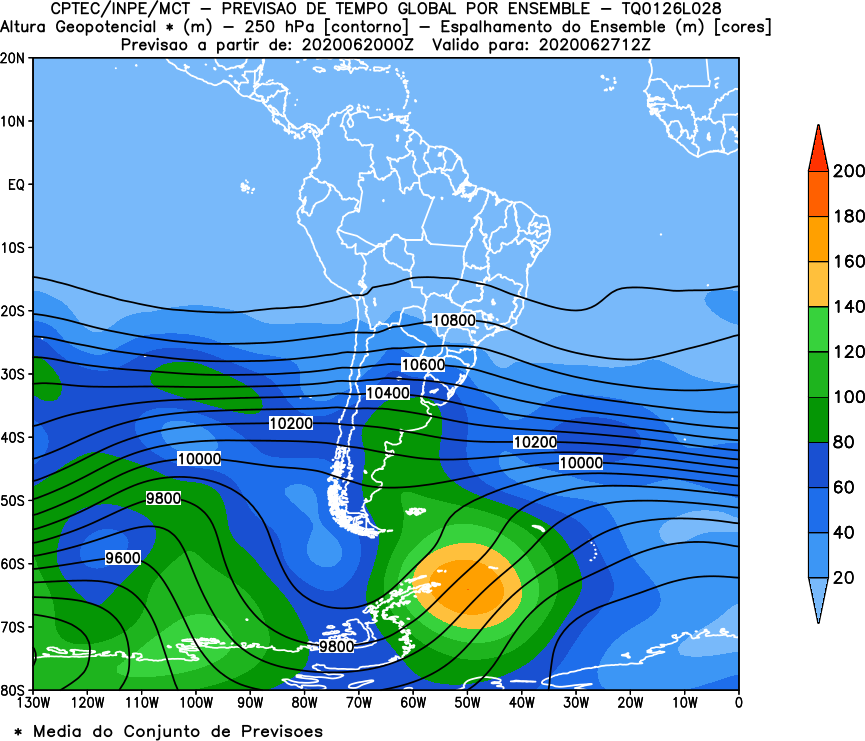 CPTEC/INPE/MCT − PREVISAO DE TEMPO GLOBAL POR ENSEMBLE − TQ0126L028
Altura Geopotencial * (m) − 250 hPa [contorno] − Espalhamento do Ensemble (m) [cores]
Previsao a partir de: 2020062000Z Valido para: 2020062712Z
20N
10N
EQ
10S
20S
30S
40S
50S
60S
70S
80S
10800
10600
10400
10200
10200
10000
10000
9800
9600
9800
130W 120W 110W 100W 90W 80W 70W 60W 50W 40W 30W 20W 10W 0
200
180
160
140
120
100
80
60
40
20
* Media do Conjunto de Previsoes